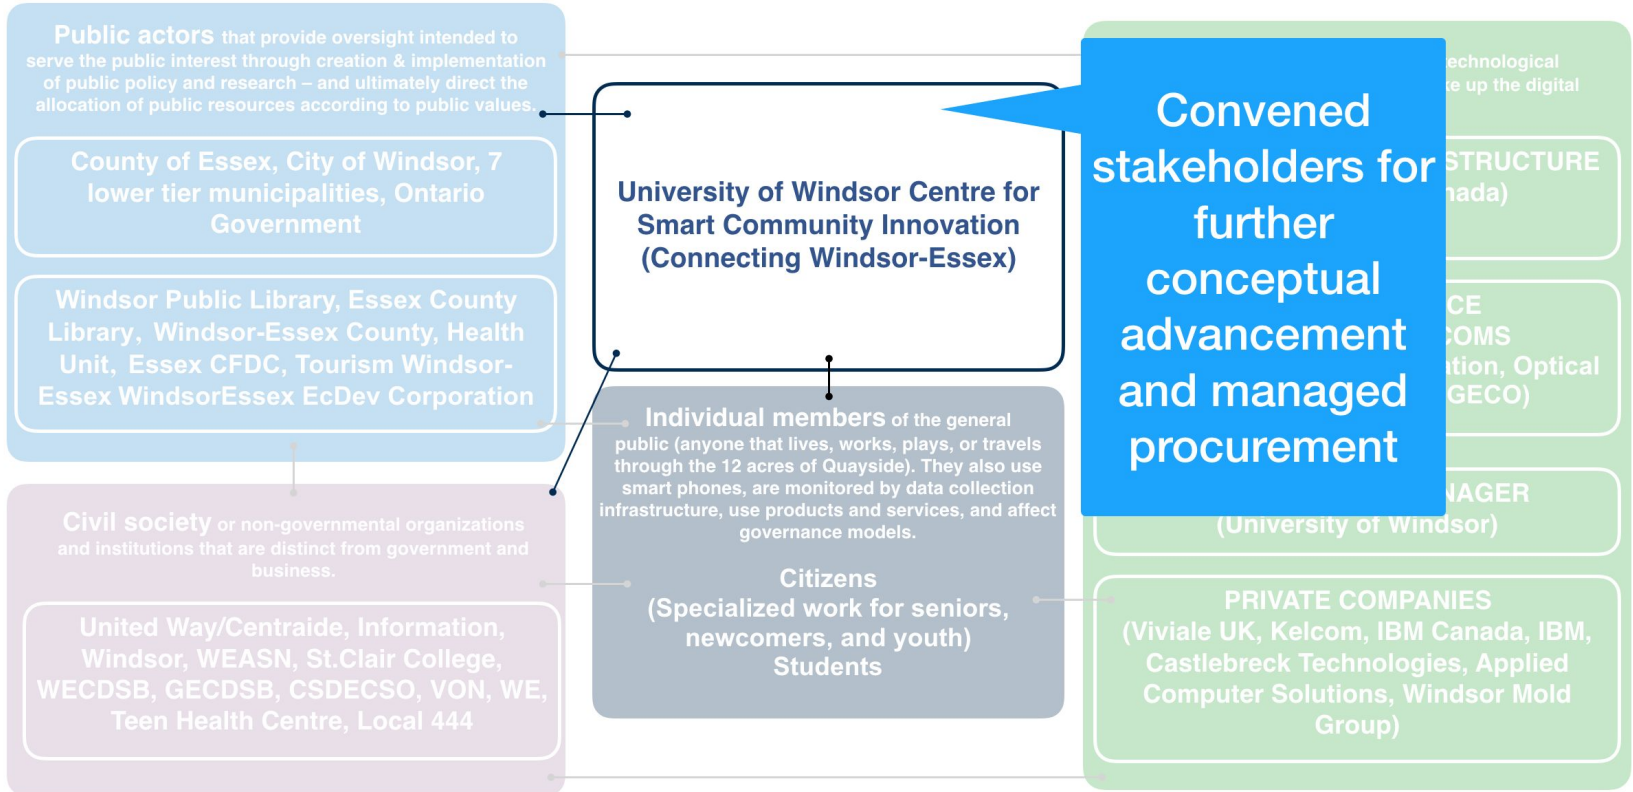 Public actors that provide oversight intended to
serve the public interest through creation & implementation
of public policy and research – and ultimately direct the
allocation of public resources according to public values.
County of Essex, City of Windsor, 7
lower tier municipalities, Ontario
Government
Windsor Public Library, Essex County
Library, Windsor-Essex County, Health
Unit, Essex CFDC, Tourism Windsor-
Essex WindsorEssex EcDev Corporation
Civil society or non-governmental organizations
and institutions that are distinct from government and
business.
United Way/Centraide, Information,
Windsor, WEASN, St.Clair College,
WECDSB, GECDSB, CSDECSO, VON, WE,
Teen Health Centre, Local 444
University of Windsor Centre for
Smart Community Innovation
(Connecting Windsor-Essex)
Individual members of the general
public (anyone that lives, works, plays, or travels
through the 12 acres of Quayside). They also use
smart phones, are monitored by data collection
infrastructure, use products and services, and affect
governance models.
Citizens
(Specialized work for seniors,
newcomers, and youth)
Students
Convened
stakeholders for
further
conceptual
advancement
and managed
procurement
up the digital
Optical
(University of Windsor)
PRIVATE COMPANIES
(Viviale UK, Kelcom, IBM Canada, IBM,
Castlebreck Technologies, Applied
Computer Solutions, Windsor Mold
Group)